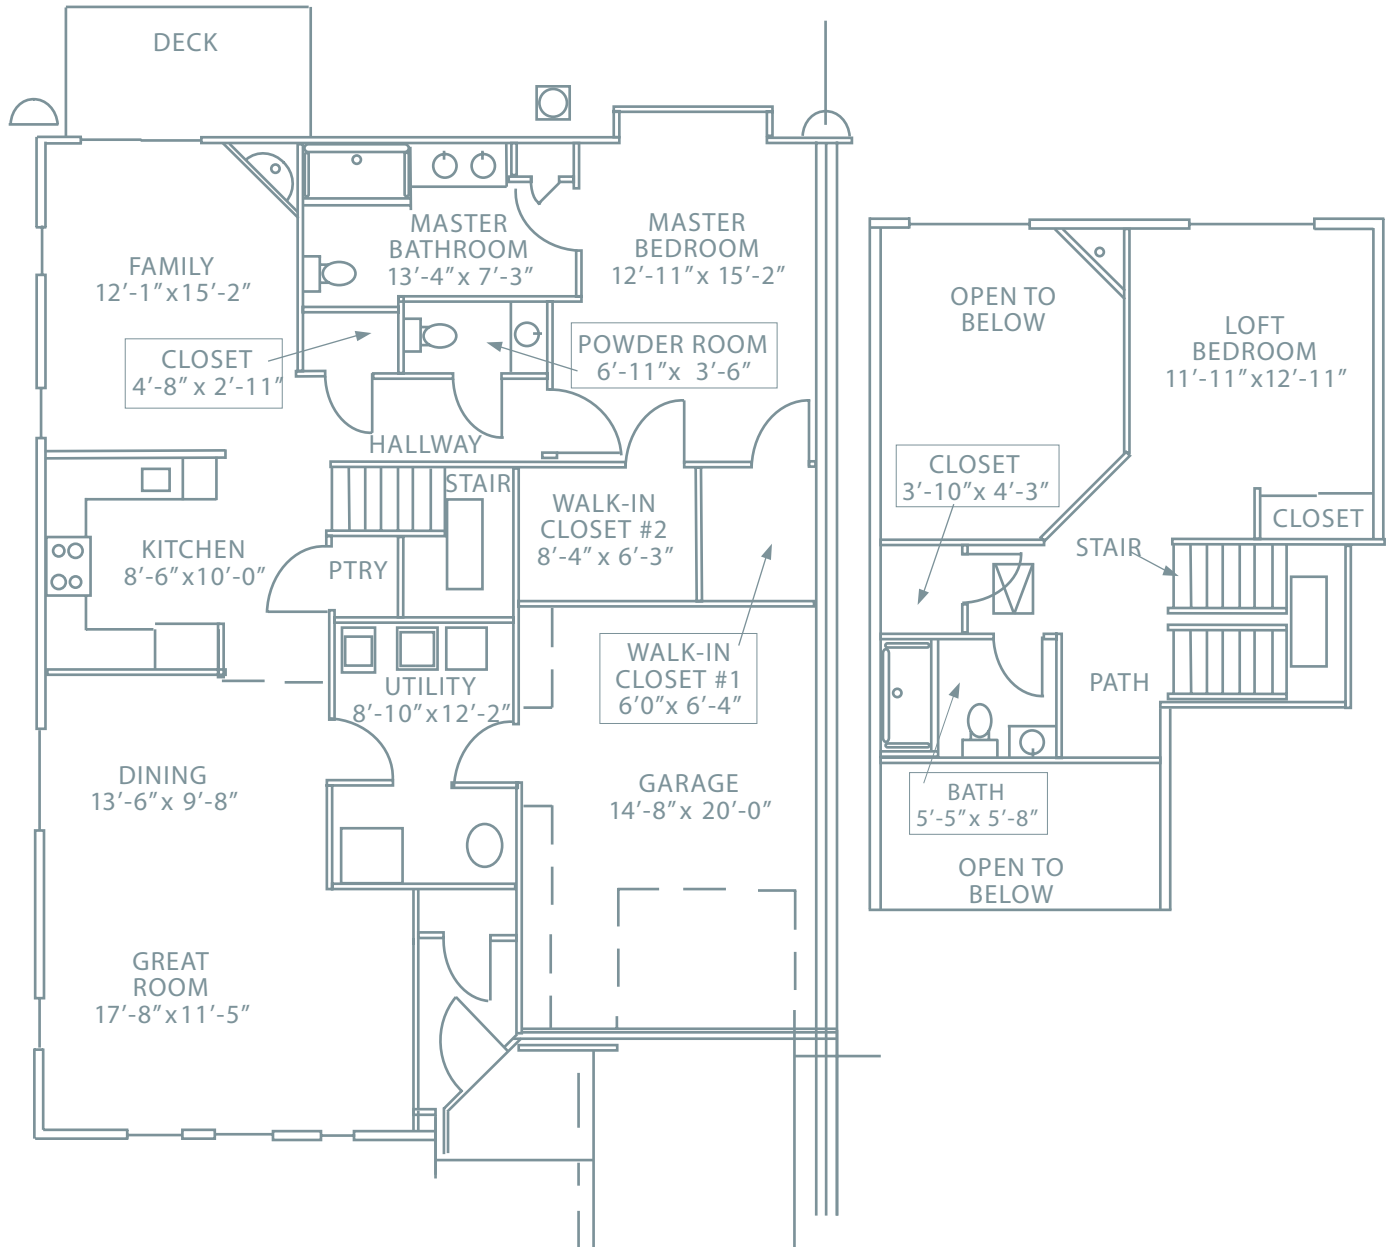 DECK
MASTER
BATHROOM
13'-4"x 7'-3"
MASTER
BEDROOM
12'-11"x 15'-2"
FAMILY
12'-1"x15'-2"
CLOSET
4'-8" x 2'-11"
POWDER ROOM
6'-11"x 3'-6"
HALLWAY
STAIR
WALK-IN
CLOSET #2
8'-4" x 6'-3"
KITCHEN
8'-6"x10'-0"
PTRY
WALK-IN
CLOSET #1
6'0"x 6'-4"
UTILITY
8'-10"x12'-2"
DINING
13'-6"x 9'-8"
GARAGE
14'-8"x 20'-0"
GREAT
ROOM
17'-8"x11'-5"
OPEN TO
BELOW
LOFT
BEDROOM
11'-11"x12'-11"
CLOSET
3'-10"x 4'-3"
CLOSET
STAIR
PATH
BATH
5'-5"x 5'-8"
OPEN TO
BELOW